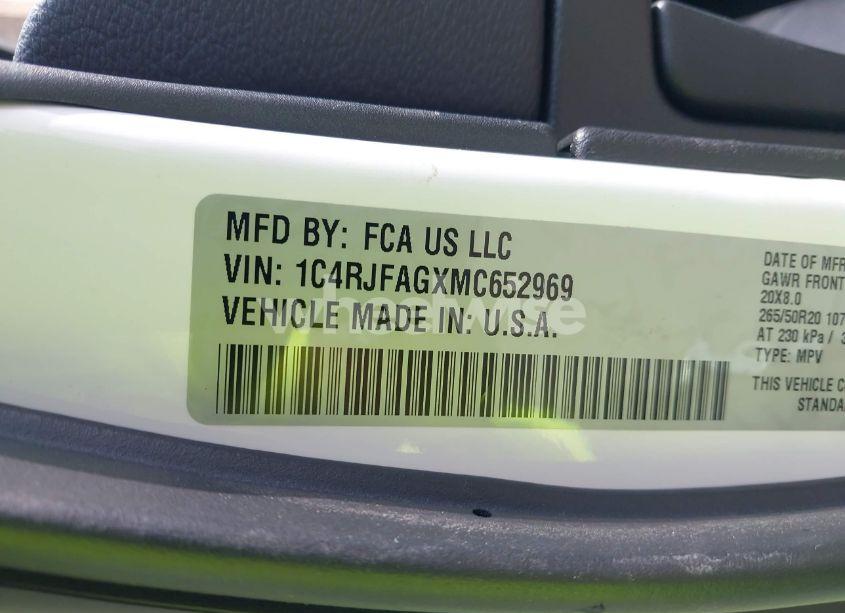 MFD BY: FCA US LLC
VIN: 1C4RJFAGXMC652969
VEHICLE MADE IN: U.S.A.
DATE OF MFR
GAWR FRONT
20X8.0
265/50R20 107
AT 230 kPa / 3
TYPE: MPV
THIS VEHICLE C
STANDA